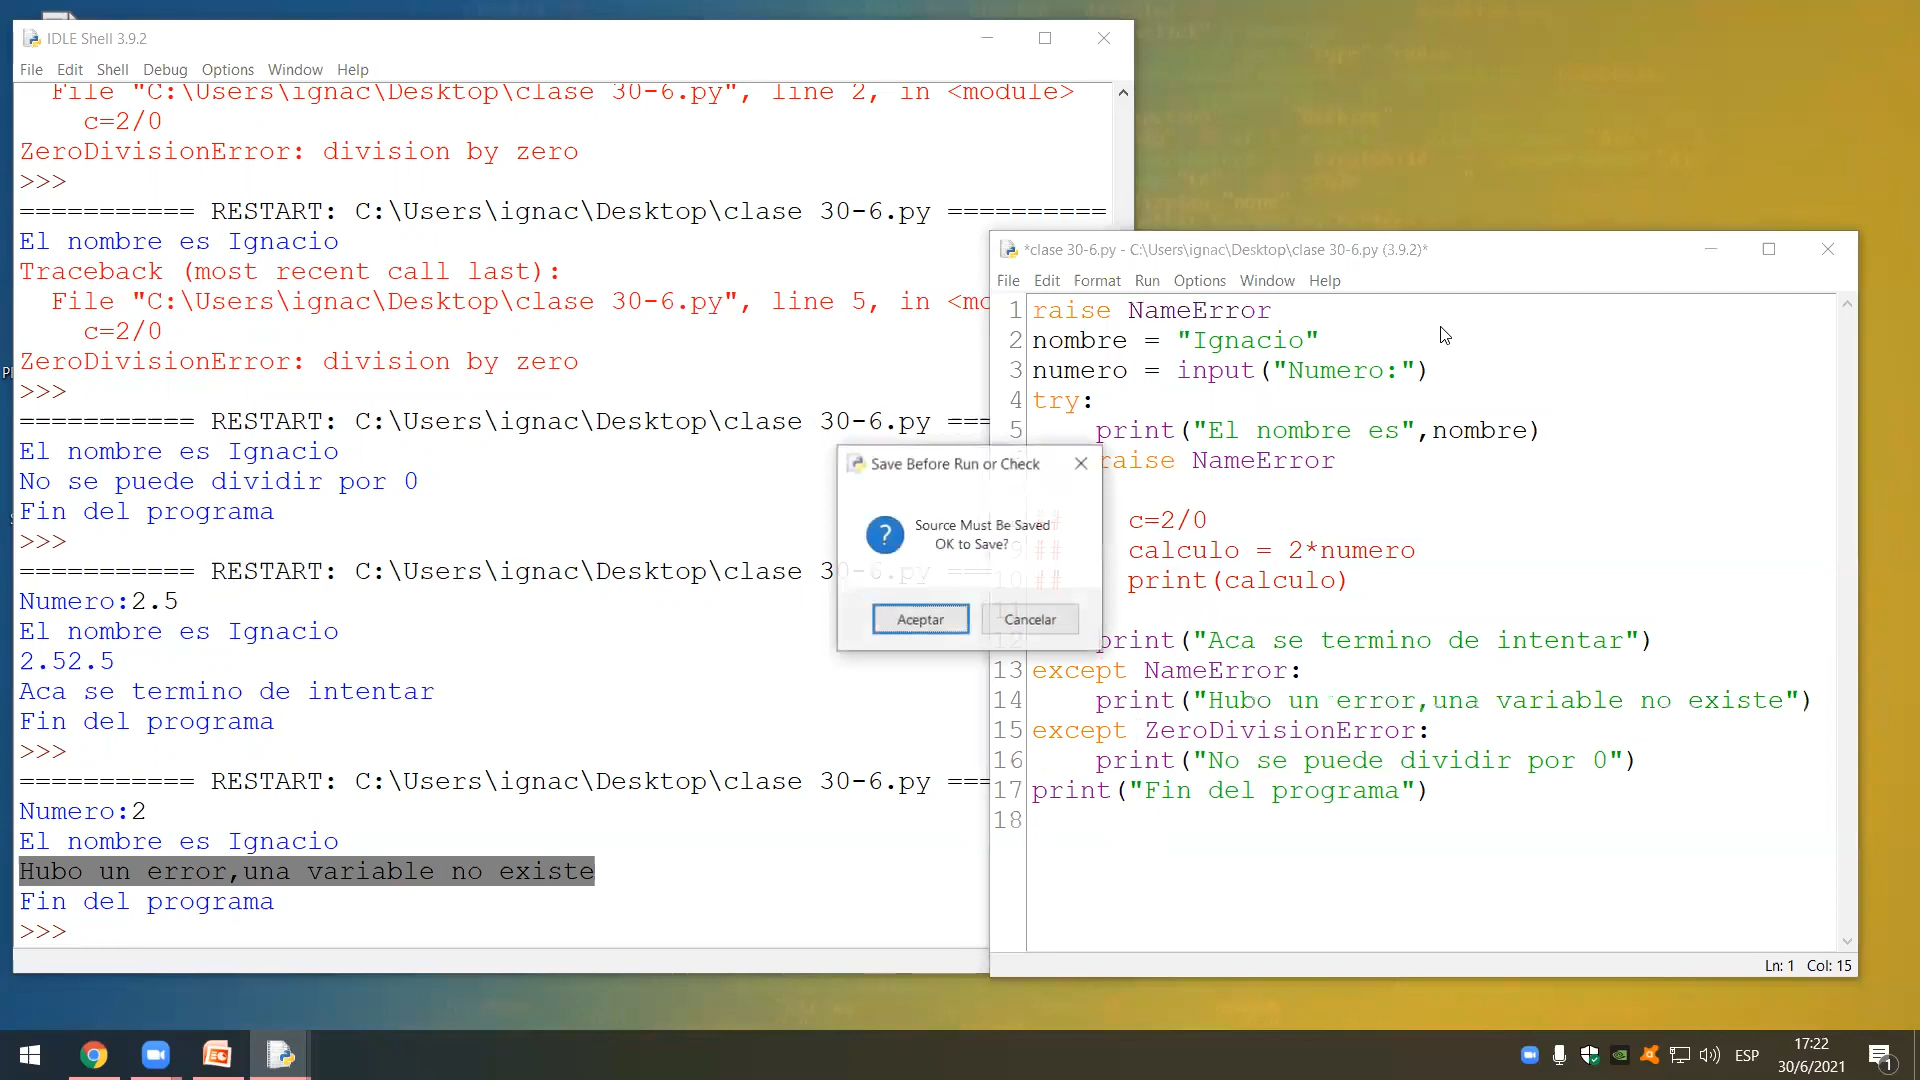 IDLE Shell 3.9.2
File Edit Shell Debug Options Window Help
File "C:\Users\ignac\Desktop\clase 30-6.py", line 2, in <module>
c=2/0
ZeroDivisionError: division by zero
>>>
=========== RESTART: C:\Users\ignac\Desktop\clase 30-6.py ==========
El nombre es Ignacio
Traceback (most recent call last):
File "C:\Users\ignac\Desktop\clase 30-6.py", line 5, in <mo
c=2/0
ZeroDivisionError: division by zero
>>>
=========== RESTART: C:\Users\ignac\Desktop\clase 30-6.py ===
El nombre es Ignacio
No se puede dividir por 0
Fin del programa
>>>
=========== RESTART: C:\Users\ignac\Desktop\clase 30-6.py ===
Numero:2.5
El nombre es Ignacio
2.52.5
Aca se termino de intentar
Fin del programa
>>>
=========== RESTART: C:\Users\ignac\Desktop\clase 30-6.py ===
Numero:2
El nombre es Ignacio
Hubo un error,una variable no existe
Fin del programa
>>>
*clase 30-6.py - C:\Users\ignac\Desktop\clase 30-6.py (3.9.2)*
File Edit Format Run Options Window Help
1 raise NameError
2 nombre = "Ignacio"
3 numero = input("Numero:")
4 try:
5 print("El nombre es",nombre)
raise NameError
## c=2/0
9 ## calculo = 2*numero
10 ## print(calculo)
11
12 print("Aca se termino de intentar")
13 except NameError:
14 print("Hubo un error,una variable no existe")
15 except ZeroDivisionError:
16 print("No se puede dividir por 0")
17 print("Fin del programa")
18
Ln: 1 Col: 15
Save Before Run or Check
Source Must Be Saved
OK to Save?
Aceptar Cancelar
ESP
17:22
30/6/2021
1